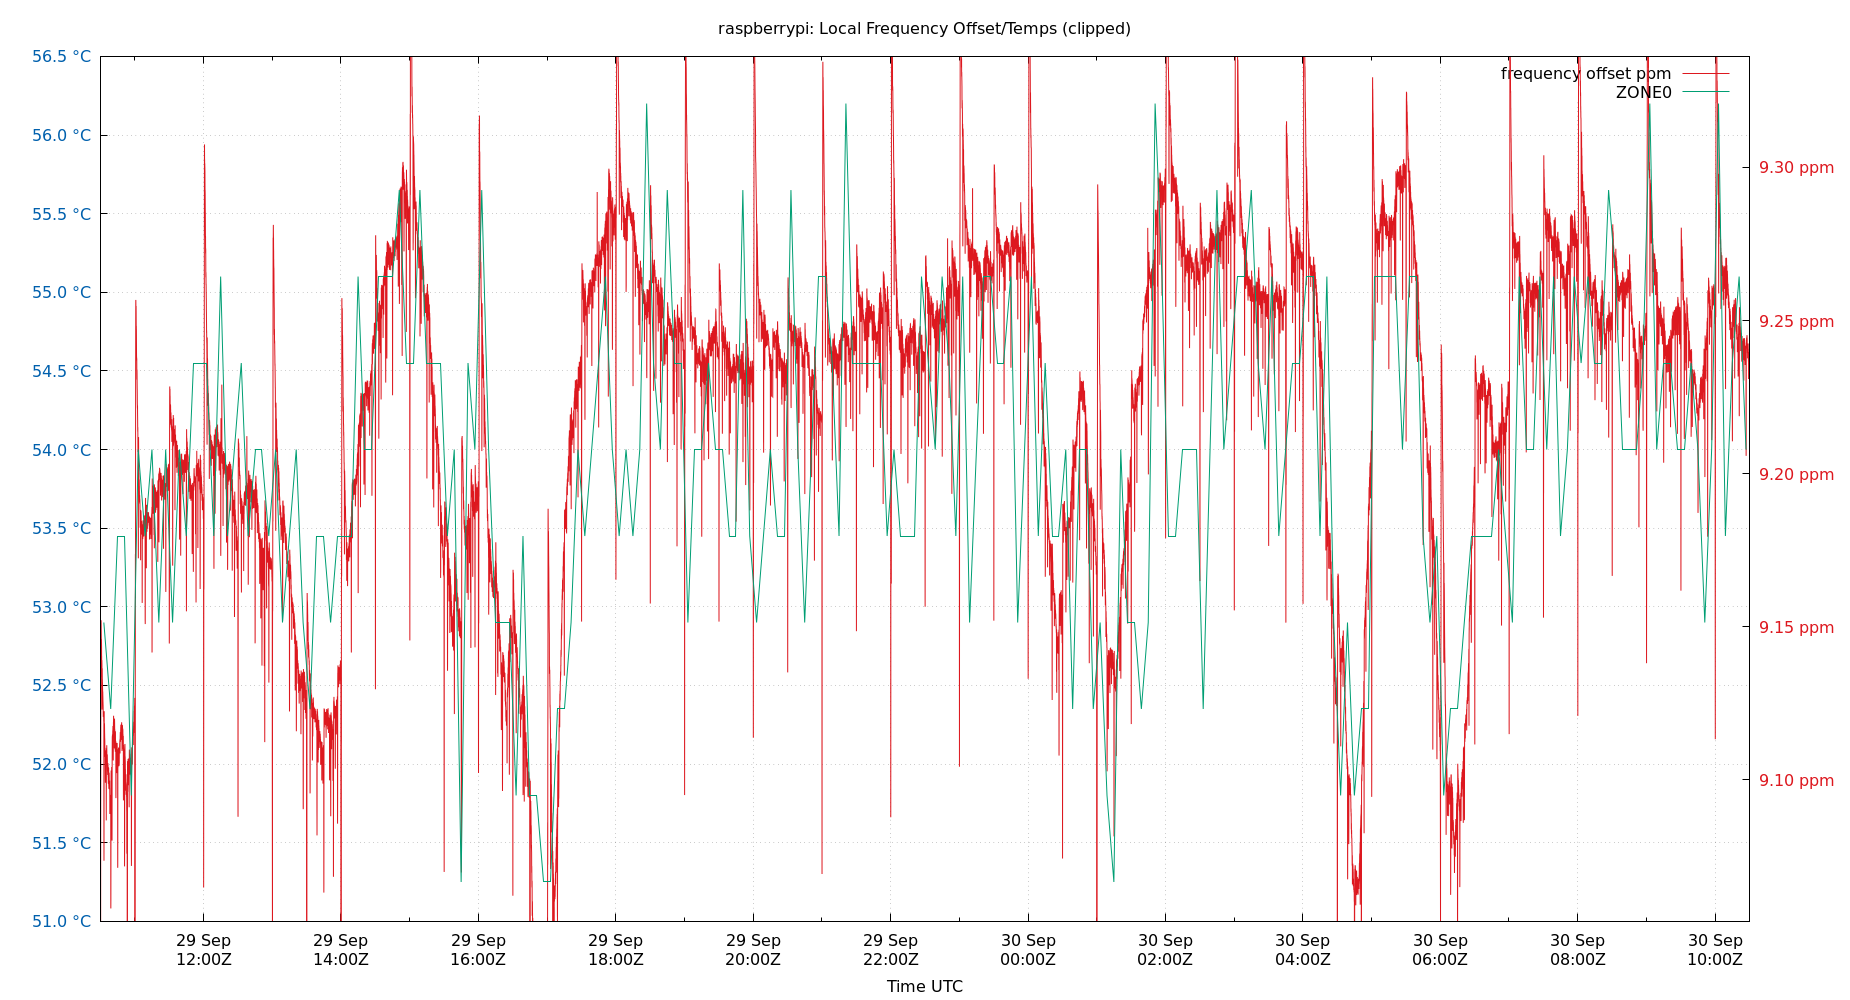 raspberrypi: Local Frequency Offset/Temps (clipped)
frequency offset ppm
ZONE0
56.5 °C
56.0 °C
55.5 °C
55.0 °C
54.5 °C
54.0 °C
53.5 °C
53.0 °C
52.5 °C
52.0 °C
51.5 °C
51.0 °C
9.30 ppm
9.25 ppm
9.20 ppm
9.15 ppm
9.10 ppm
29 Sep
12:00Z
29 Sep
14:00Z
29 Sep
16:00Z
29 Sep
18:00Z
29 Sep
20:00Z
29 Sep
22:00Z
30 Sep
00:00Z
30 Sep
02:00Z
30 Sep
04:00Z
30 Sep
06:00Z
30 Sep
08:00Z
30 Sep
10:00Z
Time UTC